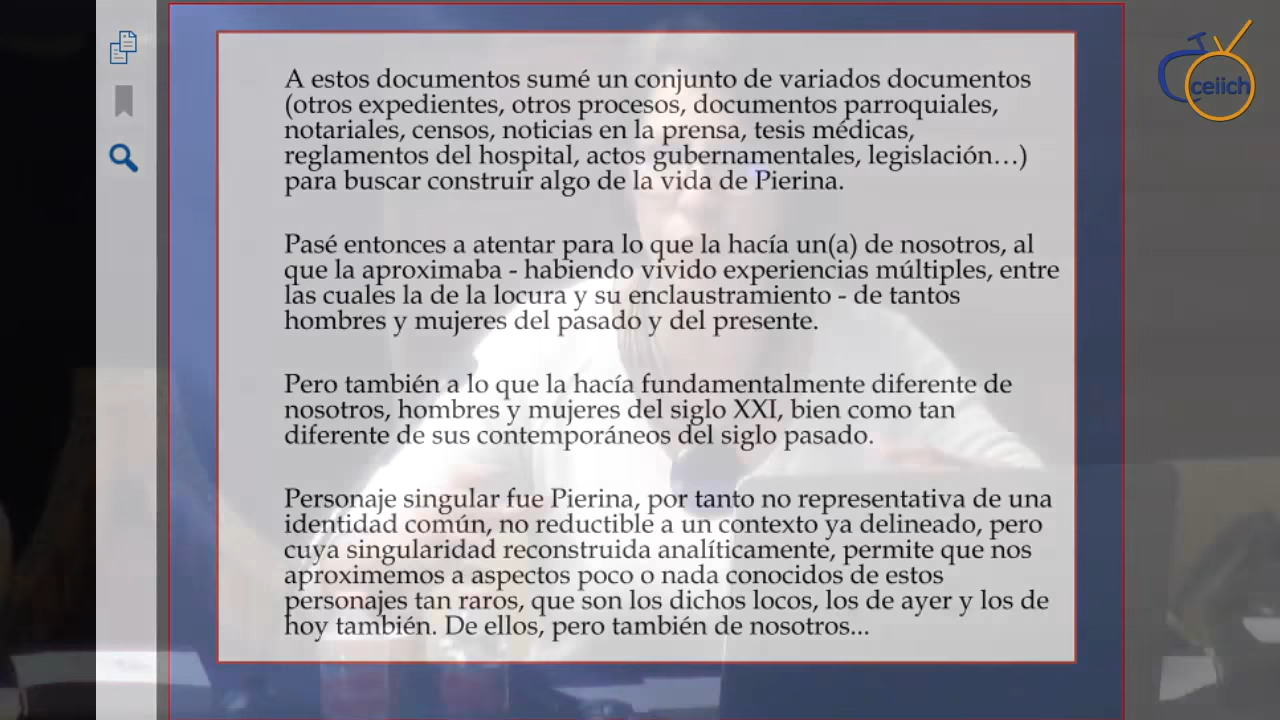 A estos documentos sumé un conjunto de variados documentos
(otros expedientes, otros procesos, documentos parroquiales,
notariales, censos, noticias en la prensa, tesis médicas,
reglamentos del hospital, actos gubernamentales, legislación...)
para buscar construir algo de la vida de Pierina.
Pasé entonces a atentar para lo que la hacía un(a) de nosotros, al
que la aproximaba - habiendo vivido experiencias múltiples, entre
las cuales la de la locura y su enclaustramiento - de tantos
hombres y mujeres del pasado y del presente.
Pero también a lo que la hacía fundamentalmente diferente de
nosotros, hombres y mujeres del siglo XXI, bien como tan
diferente de sus contemporáneos del siglo pasado.
Personaje singular fue Pierina, por tanto no representativa de una
identidad común, no reductible a un contexto ya delineado, pero
cuya singularidad reconstruida analíticamente, permite que nos
aproximemos a aspectos poco o nada conocidos de estos
personajes tan raros, que son los dichos locos, los de ayer y los de
hoy también. De ellos, pero también de nosotros...
TV
ceiich